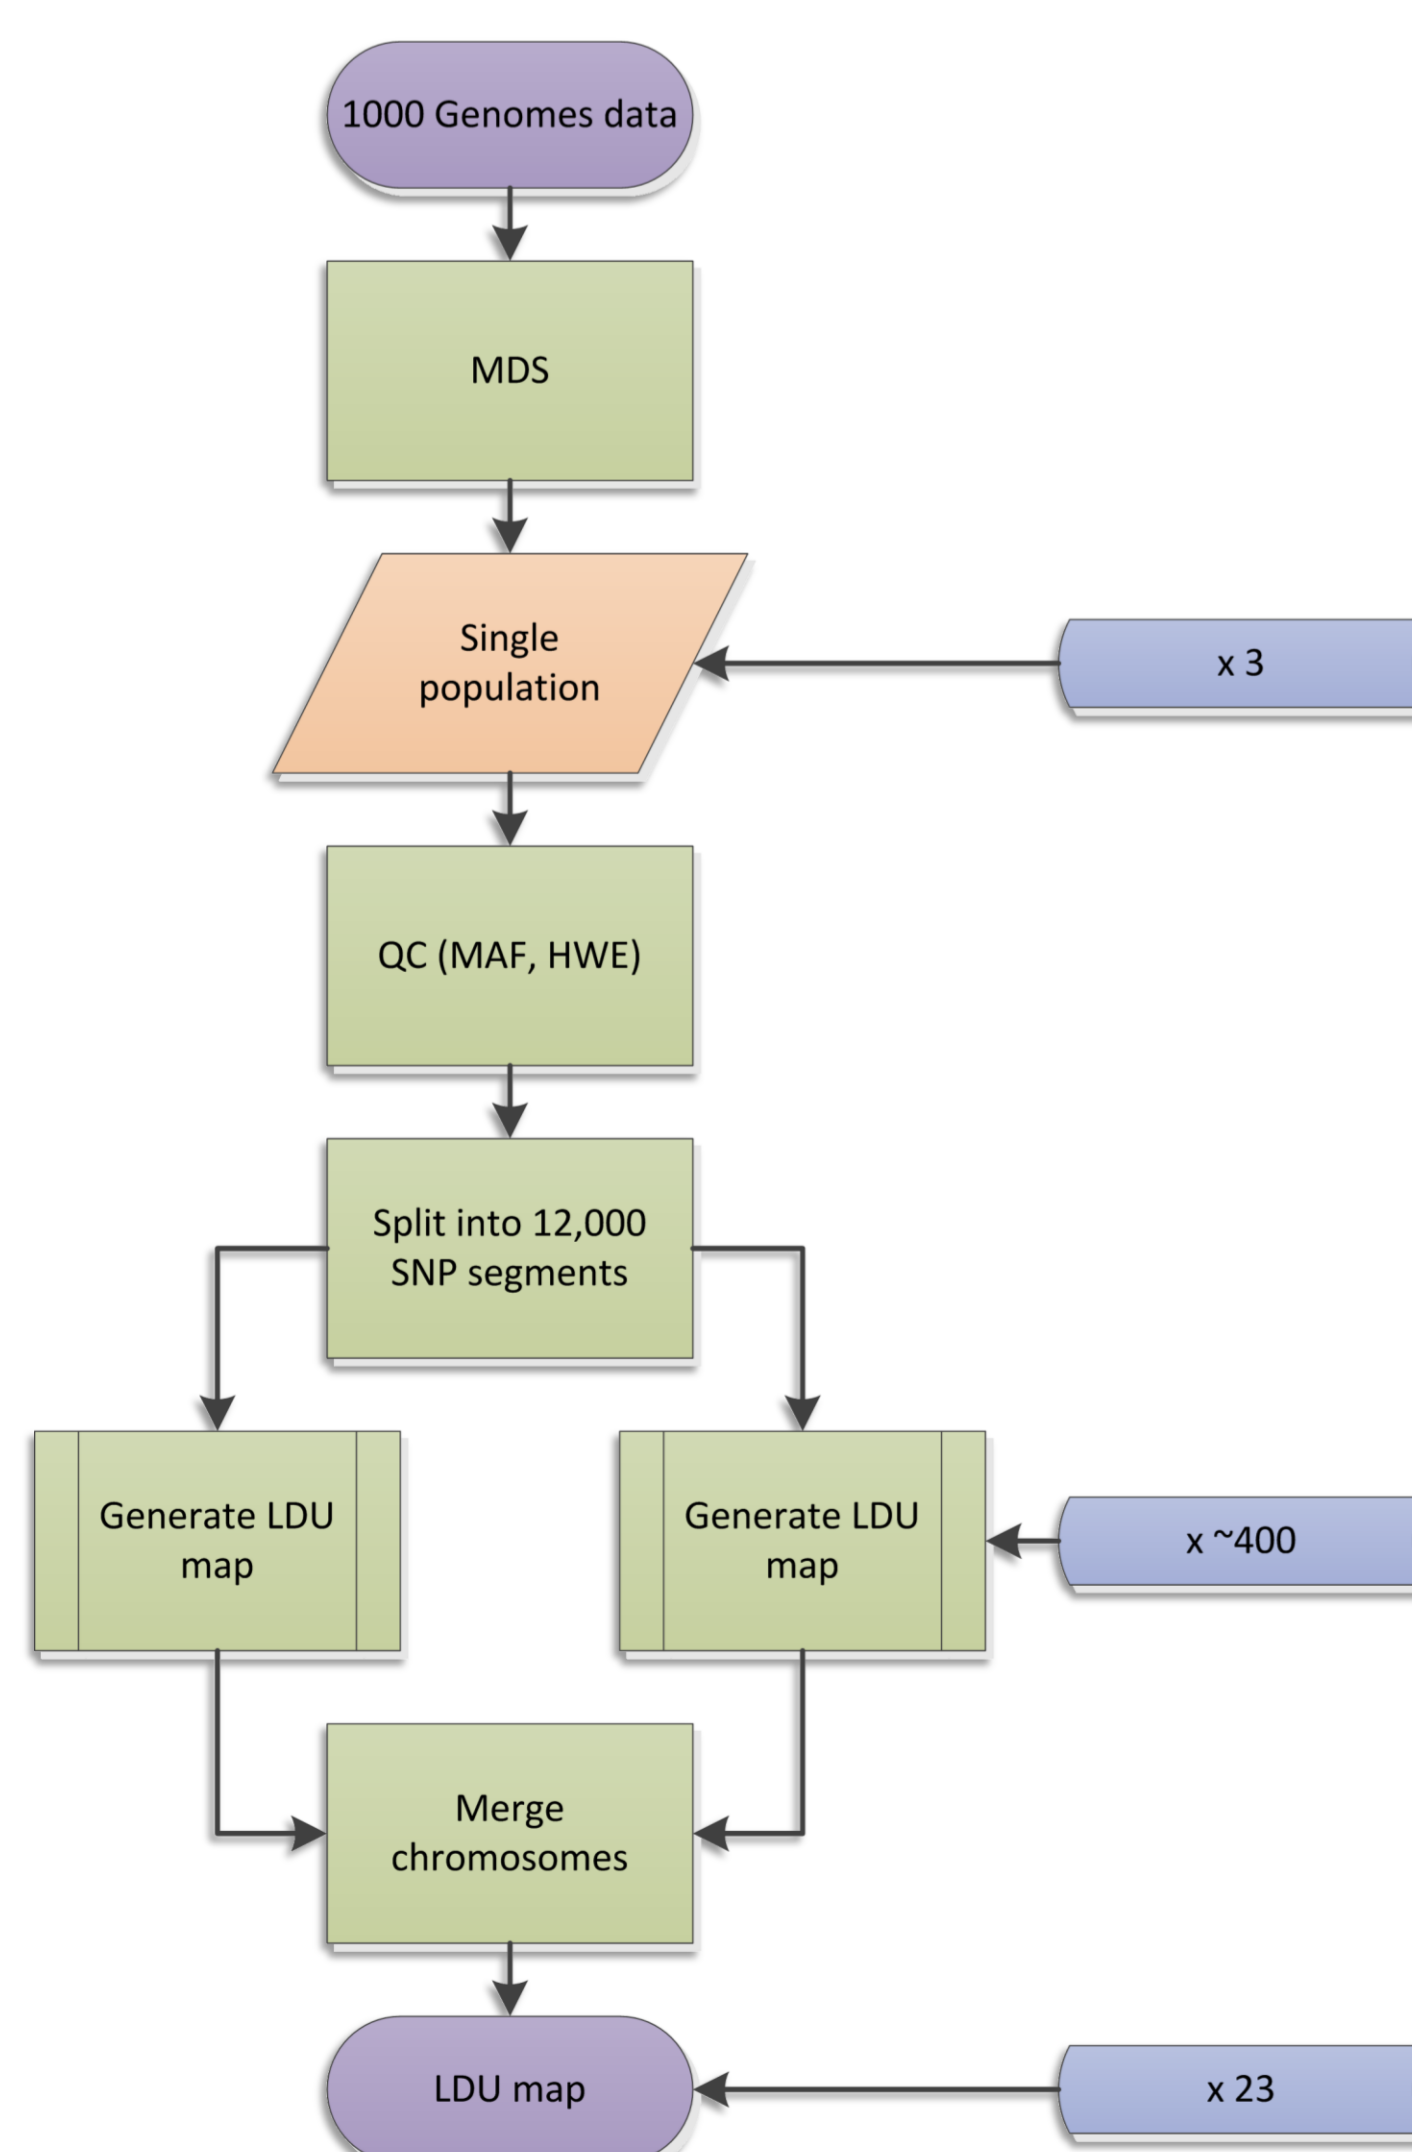 1000 Genomes data
MDS
Single
population
x 3
QC (MAF, HWE)
Split into 12,000
SNP segments
Generate LDU
map
Generate LDU
map
x ~400
Merge
chromosomes
LDU map
x 23